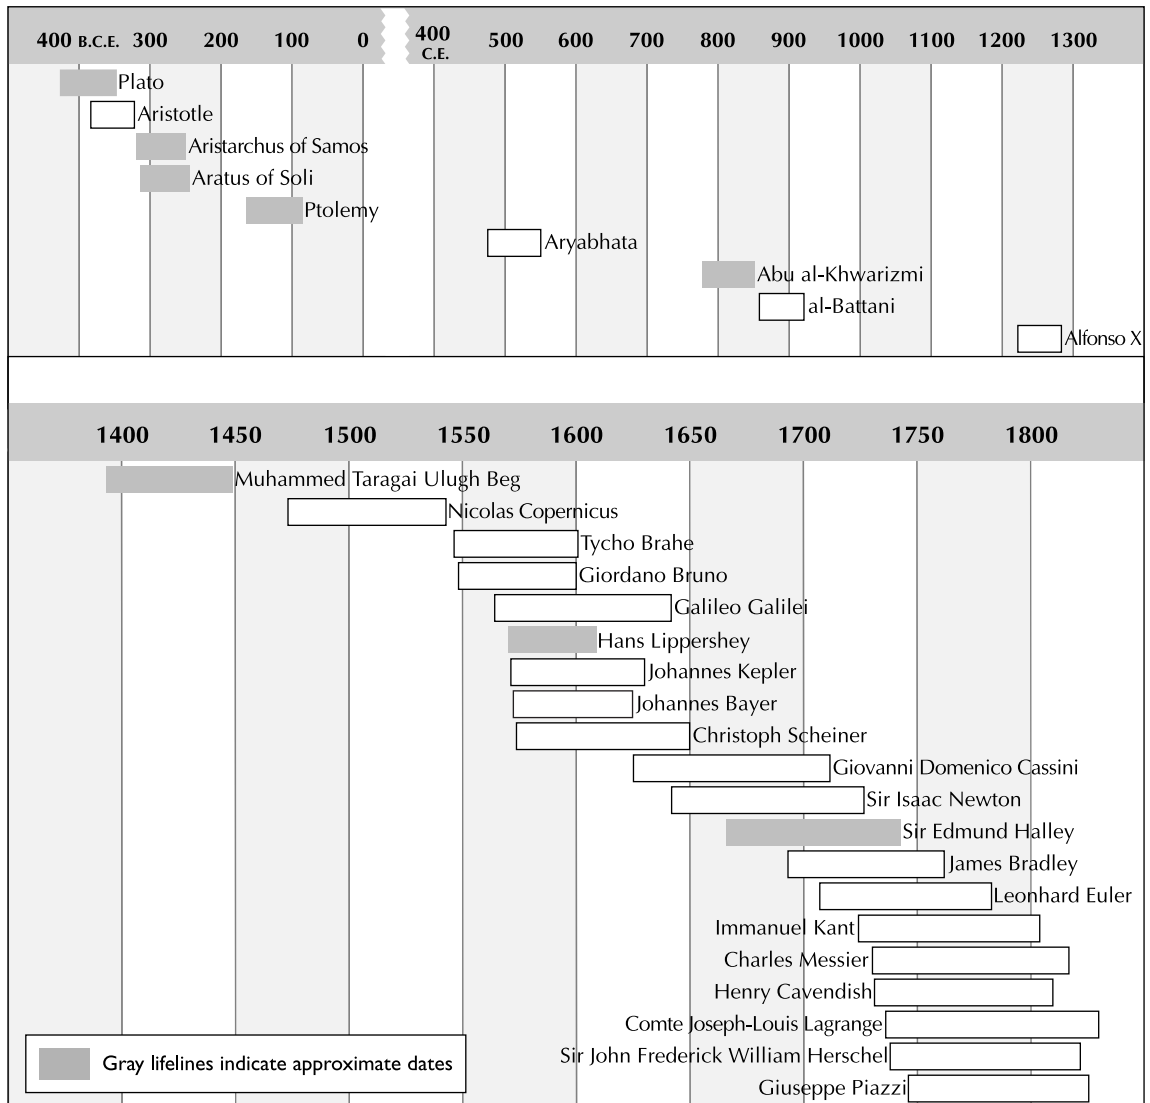 400 B.C.E. 300 200 100 0 400 C.E. 500 600 700 800 900 1000 1100 1200 1300
Plato
Aristotle
Aristarchus of Samos
Aratus of Soli
Ptolemy
Aryabhata
Abu al-Khwarizmi
al-Battani
Alfonso X
1400 1450 1500 1550 1600 1650 1700 1750 1800
Muhammed Taragai Ulugh Beg
Nicolas Copernicus
Tycho Brahe
Giordano Bruno
Galileo Galilei
Hans Lippershey
Johannes Kepler
Johannes Bayer
Christoph Scheiner
Giovanni Domenico Cassini
Sir Isaac Newton
Sir Edmund Halley
James Bradley
Leonhard Euler
Immanuel Kant
Charles Messier
Henry Cavendish
Comte Joseph-Louis Lagrange
Sir John Frederick William Herschel
Giuseppe Piazzi
Gray lifelines indicate approximate dates